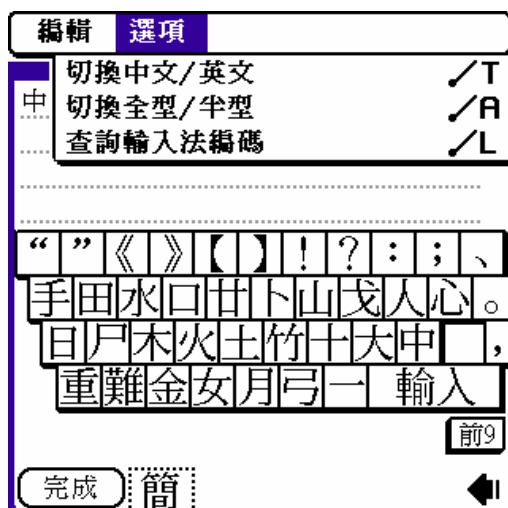 編輯 選項
切換中文/英文 T
中 切換全型/半型 A
查詢輸入法編碼 L
“ ” 《 》 【 】 ! ? : ; 、
手 田 水 口 廿 卜 山 戈 人 心 。
日 尸 木 火 土 竹 十 大 中 ,
重 難 金 女 月 弓 一 輸入
前9
完成 簡